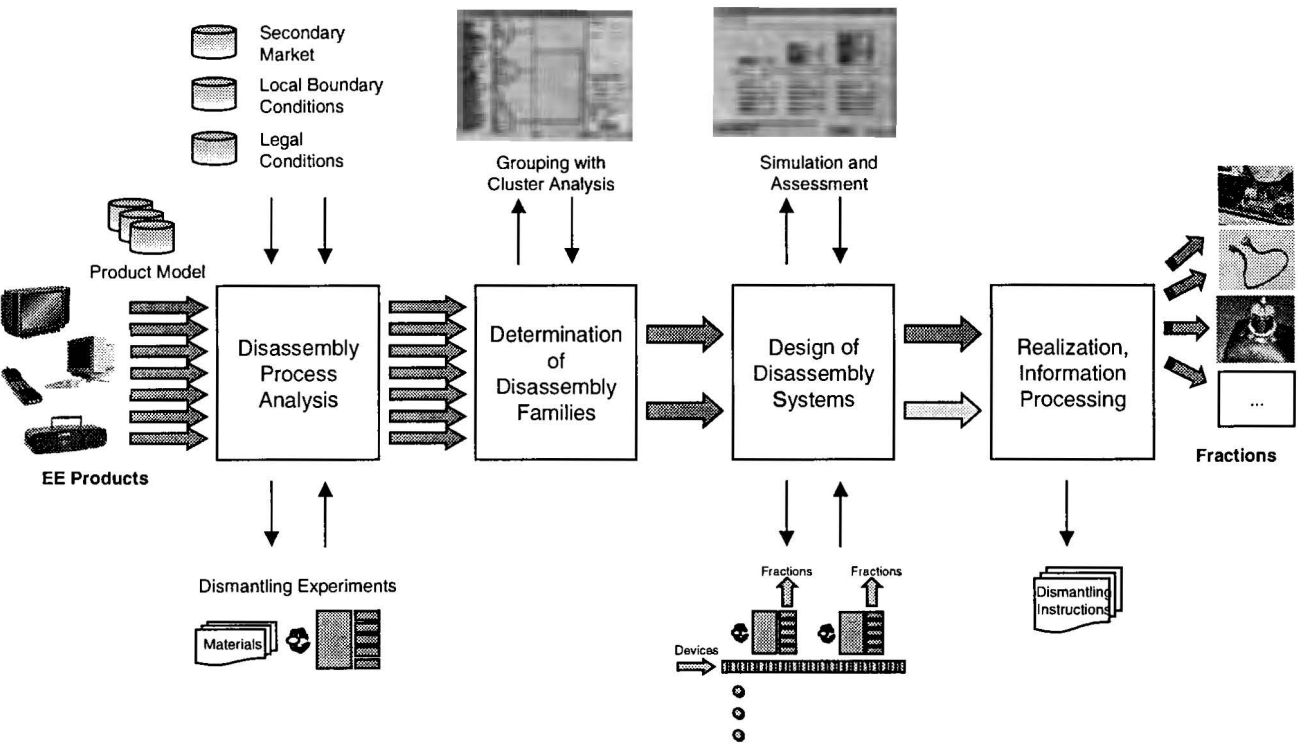 Secondary
Market
Local Boundary
Conditions
Legal
Conditions
Grouping with
Cluster Analysis
Simulation and
Assessment
Product Model
Disassembly
Process
Analysis
Determination
of
Disassembly
Families
Design of
Disassembly
Systems
Realization,
Information
Processing
...
EE Products
Fractions
Dismantling Experiments
Materials
Fractions
Fractions
Devices
Dismantling
Instructions